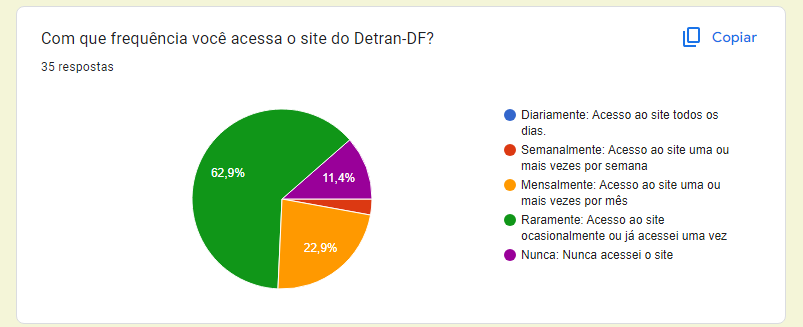 Com que frequência você acessa o site do Detran-DF?
Copiar
35 respostas
62,9%
11,4%
22,9%
Diariamente: Acesso ao site todos os
dias.
Semanalmente: Acesso ao site uma ou
mais vezes por semana
Mensalmente: Acesso ao site uma ou
mais vezes por mês
Raramente: Acesso ao site
ocasionalmente ou já acessei uma vez
Nunca: Nunca acessei o site